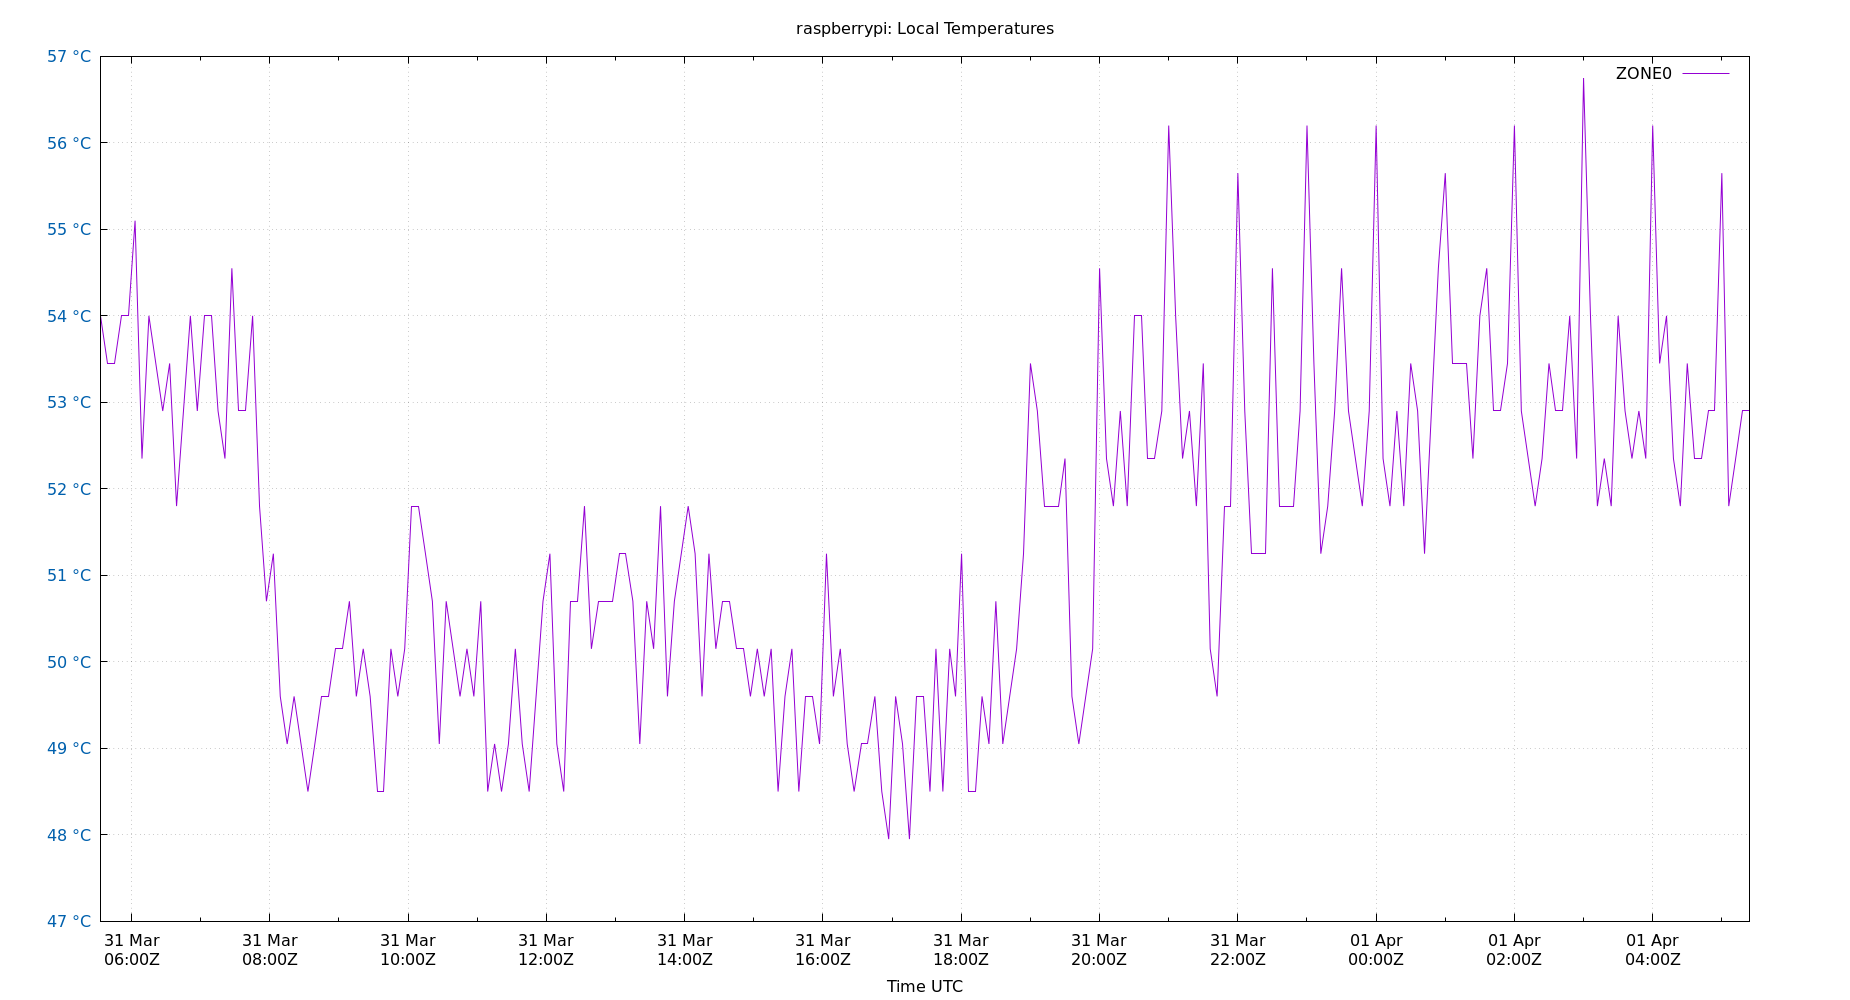 raspberrypi: Local Temperatures
57 °C
ZONE0
56 °C
55 °C
54 °C
53 °C
52 °C
51 °C
50 °C
49 °C
48 °C
47 °C
31 Mar 31 Mar 31 Mar 31 Mar 31 Mar 31 Mar 31 Mar 31 Mar 31 Mar 01 Apr 01 Apr 01 Apr
06:00Z 08:00Z 10:00Z 12:00Z 14:00Z 16:00Z 18:00Z 20:00Z 22:00Z 00:00Z 02:00Z 04:00Z
Time UTC